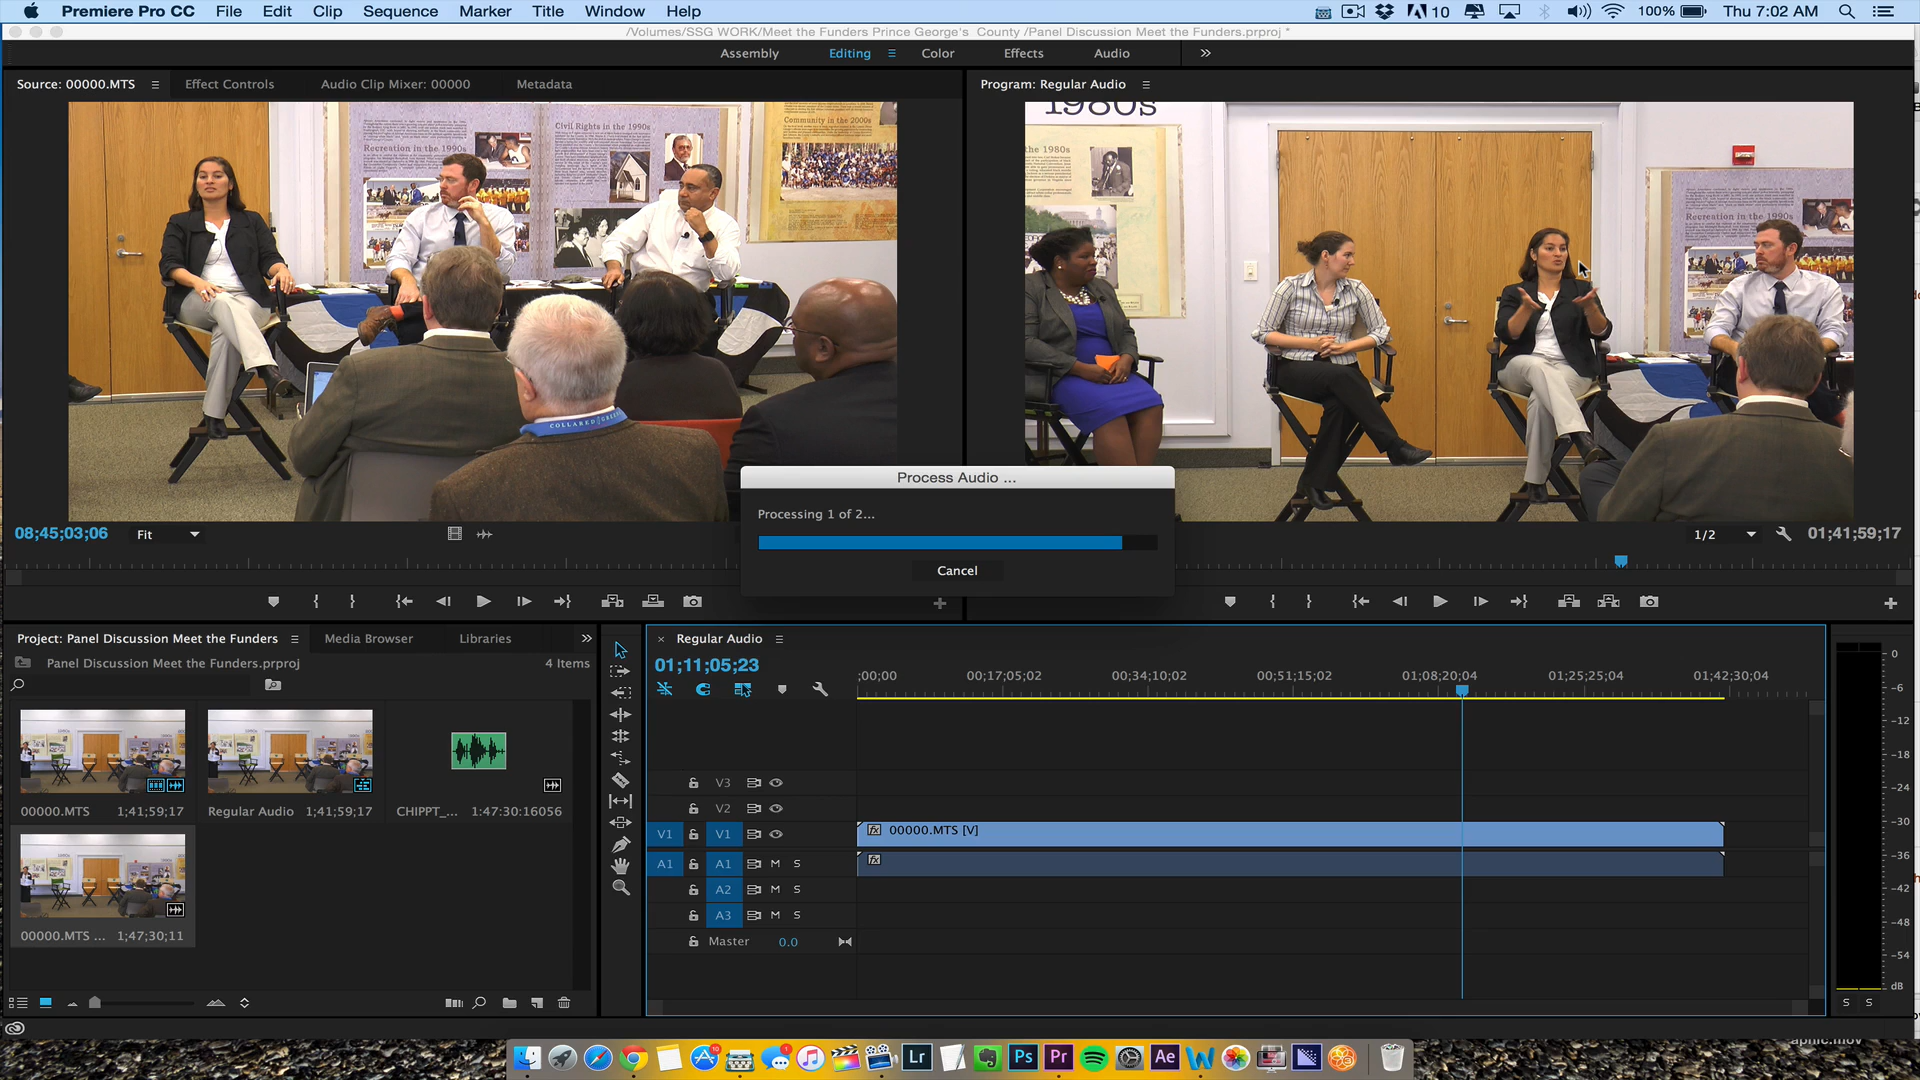 Premiere Pro CC File Edit Clip Sequence Marker Title Window Help
10 100% Thu 7:02 AM
/Volumes/SSG WORK/Meet the Funders Prince George's County /Panel Discussion Meet the Funders.prproj *
Assembly Editing Color Effects Audio
Source: 00000.MTS Effect Controls Audio Clip Mixer: 00000 Metadata
Program: Regular Audio
Recreation in the 1990s
Civil Rights in the 1990s
Community in the 2000s
COLLARED GREE
1980s
the 1980s
Recreation in the 1990s
08;45;03;06 Fit
1/2 01;41;59;17
Process Audio ...
Processing 1 of 2...
Cancel
Project: Panel Discussion Meet the Funders Media Browser Libraries
Panel Discussion Meet the Funders.prproj 4 Items
00000.MTS 1;41;59;17
Regular Audio 1;41;59;17
CHIPPT_... 1:47:30:16056
00000.MTS ... 1;47;30;11
× Regular Audio
01;11;05;23
;00;00 00;17;05;02 00;34;10;02 00;51;15;02 01;08;20;04 01;25;25;04 01;42;30;04
V3
V2
V1 V1
00000.MTS [V]
A1 A1 M S
A2 M S
A3 M S
Master 0.0
0
-6
-12
-18
-24
-30
-36
-42
-48
-54
dB
S S
Lr Ps Pr Ae W
aphic.mov